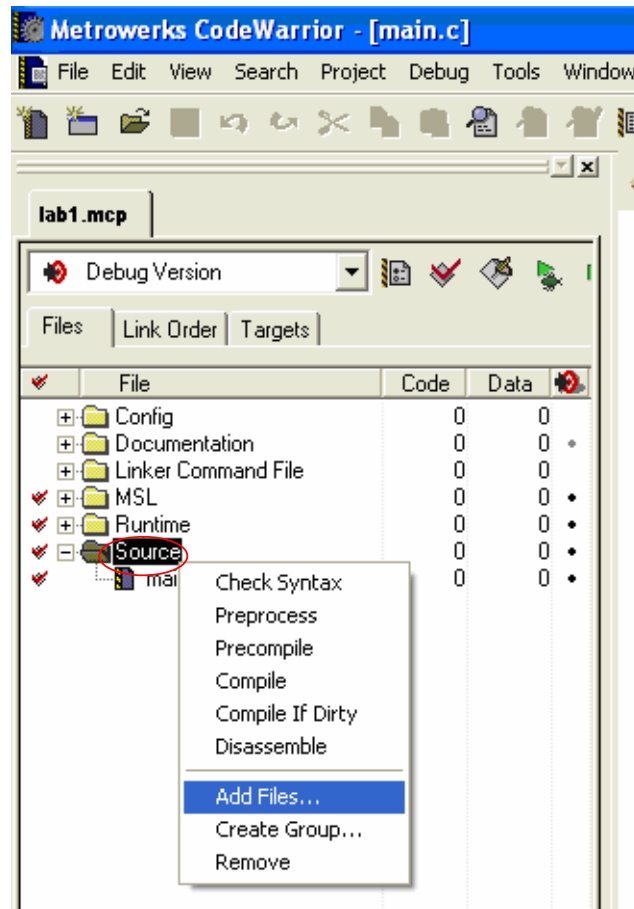 Metrowerks CodeWarrior - [main.c]
File Edit View Search Project Debug Tools Window
lab1.mcp
Debug Version
Files Link Order Targets
File Code Data
Config 0 0
Documentation 0 0
Linker Command File 0 0
MSL 0 0
Runtime 0 0
Source 0 0
mai 0 0
Check Syntax
Preprocess
Precompile
Compile
Compile If Dirty
Disassemble
Add Files...
Create Group...
Remove